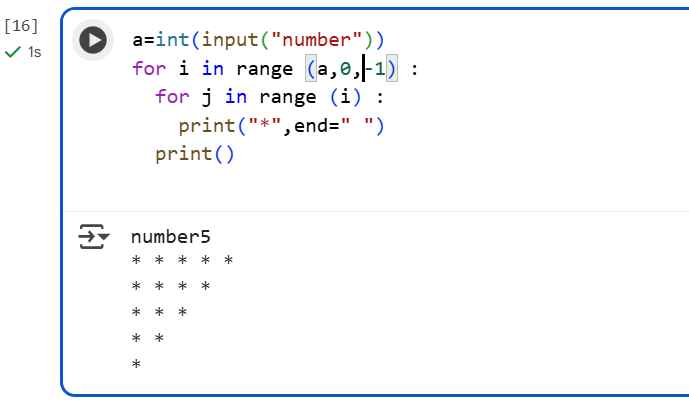 [16]
1s
a=int(input("number"))
for i in range (a,0,-1) :
  for j in range (i) :
    print("*",end=" ")
  print()
number5
* * * * *
* * * *
* * *
* *
*